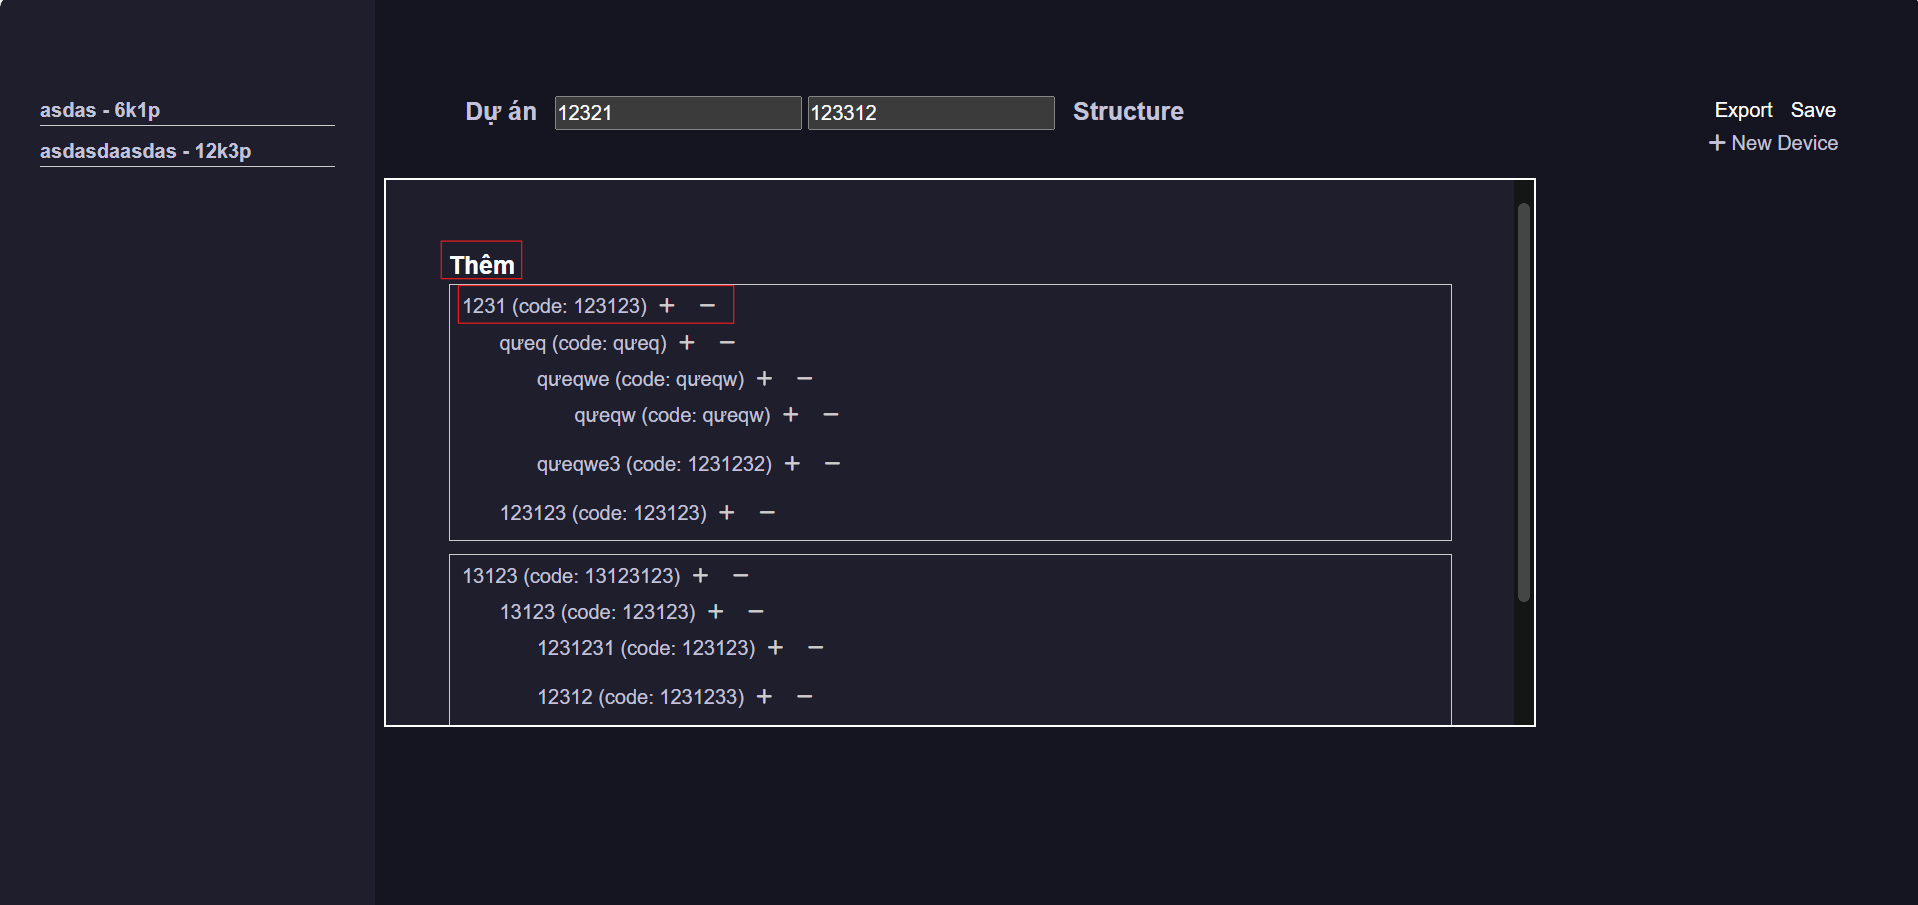 asdas - 6k1p
asdasdaasdas - 12k3p
Dự án 12321 123312 Structure
Export Save
+ New Device
Thêm
1231 (code: 123123) + −
qưeq (code: qưeq) + −
qưeqwe (code: qưeqw) + −
qưeqw (code: qưeqw) + −
qưeqwe3 (code: 1231232) + −
123123 (code: 123123) + −
13123 (code: 13123123) + −
13123 (code: 123123) + −
1231231 (code: 123123) + −
12312 (code: 1231233) + −